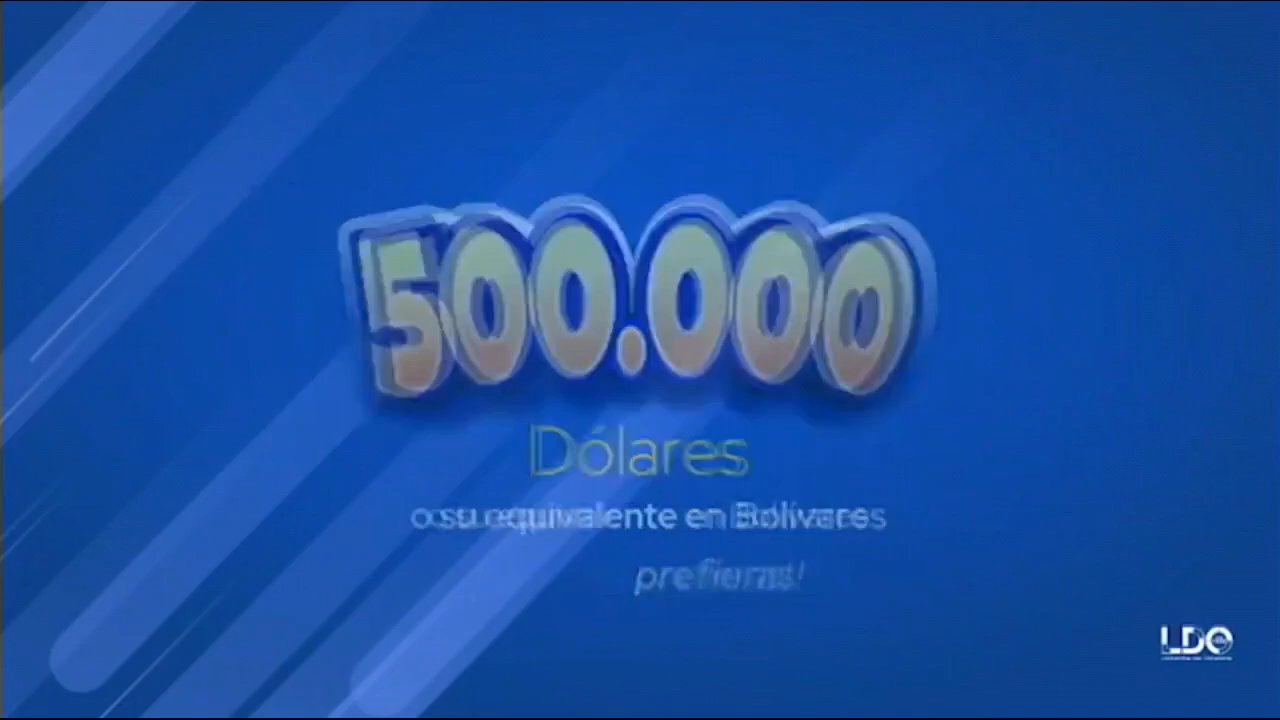 500.000
Dólares
o su equivalente en Bolívares
prefieras!
LDO